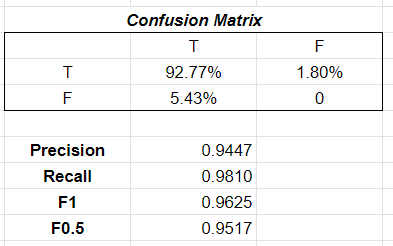 Confusion Matrix
T F
T 92.77% 1.80%
F 5.43% 0
Precision 0.9447
Recall 0.9810
F1 0.9625
F0.5 0.9517